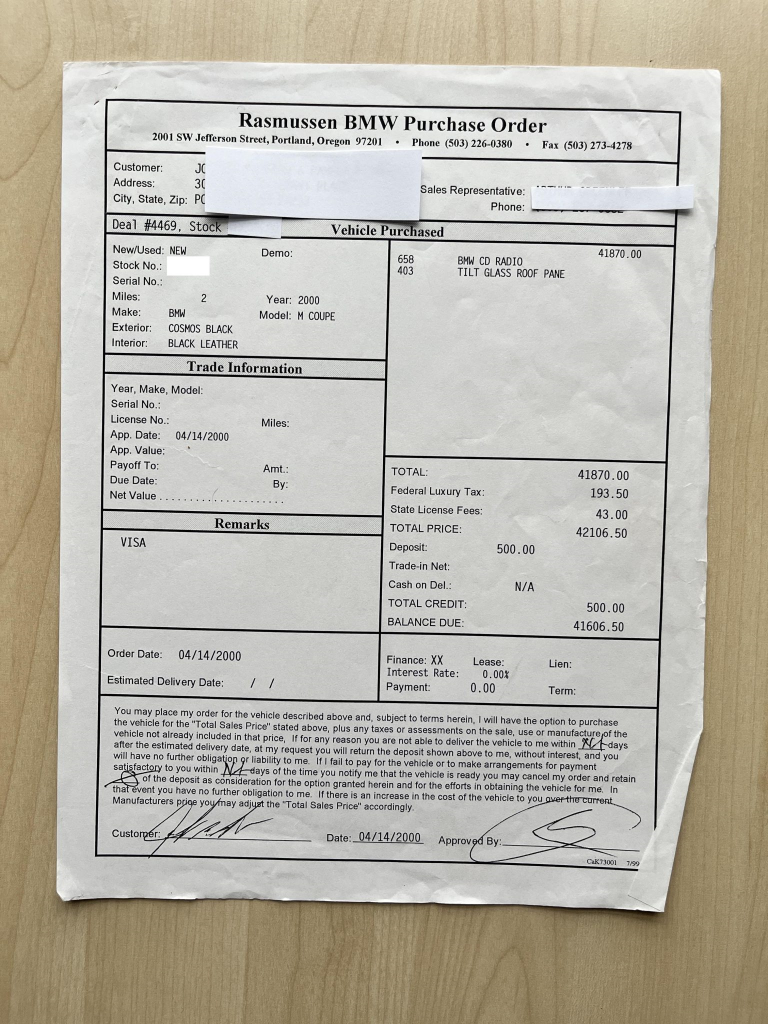 Rasmussen BMW Purchase Order
2001 SW Jefferson Street, Portland, Oregon 97201 • Phone (503) 226-0380 • Fax (503) 273-4278
Customer: JO
Address: 30
City, State, Zip: PO
Sales Representative:
Phone:
Deal #4469, Stock
Vehicle Purchased
New/Used: NEW Demo:
Stock No.:
Serial No.:
Miles: 2 Year: 2000
Make: BMW Model: M COUPE
Exterior: COSMOS BLACK
Interior: BLACK LEATHER
41870.00
658 BMW CD RADIO
403 TILT GLASS ROOF PANE
Trade Information
Year, Make, Model:
Serial No.:
License No.: Miles:
App. Date: 04/14/2000
App. Value:
Payoff To: Amt.:
Due Date: By:
Net Value . . . . . . . . . . . . . . . . . . . . .
TOTAL: 41870.00
Federal Luxury Tax: 193.50
State License Fees: 43.00
TOTAL PRICE: 42106.50
Deposit: 500.00
Trade-in Net:
Cash on Del.: N/A
TOTAL CREDIT: 500.00
BALANCE DUE: 41606.50
Remarks
VISA
Order Date: 04/14/2000
Estimated Delivery Date: / /
Finance: XX Lease: Lien:
Interest Rate: 0.00%
Payment: 0.00 Term:
You may place my order for the vehicle described above and, subject to terms herein, I will have the option to purchase
the vehicle for the "Total Sales Price" stated above, plus any taxes or assessments on the sale, use or manufacture of the
vehicle not already included in that price, If for any reason you are not able to deliver the vehicle to me within NA days
after the estimated delivery date, at my request you will return the deposit shown above to me, without interest, and you
will have no further obligation or liability to me. If I fail to pay for the vehicle or to make arrangements for payment
satisfactory to you within NA days of the time you notify me that the vehicle is ready you may cancel my order and retain
of the deposit as consideration for the option granted herein and for the efforts in obtaining the vehicle for me. In
that event you have no further obligation to me. If there is an increase in the cost of the vehicle to you over the current
Manufacturers price you may adjust "Total Sales Price" accordingly.
Customer: Date: 04/14/2000 Approved By:
CaK73001 7/99